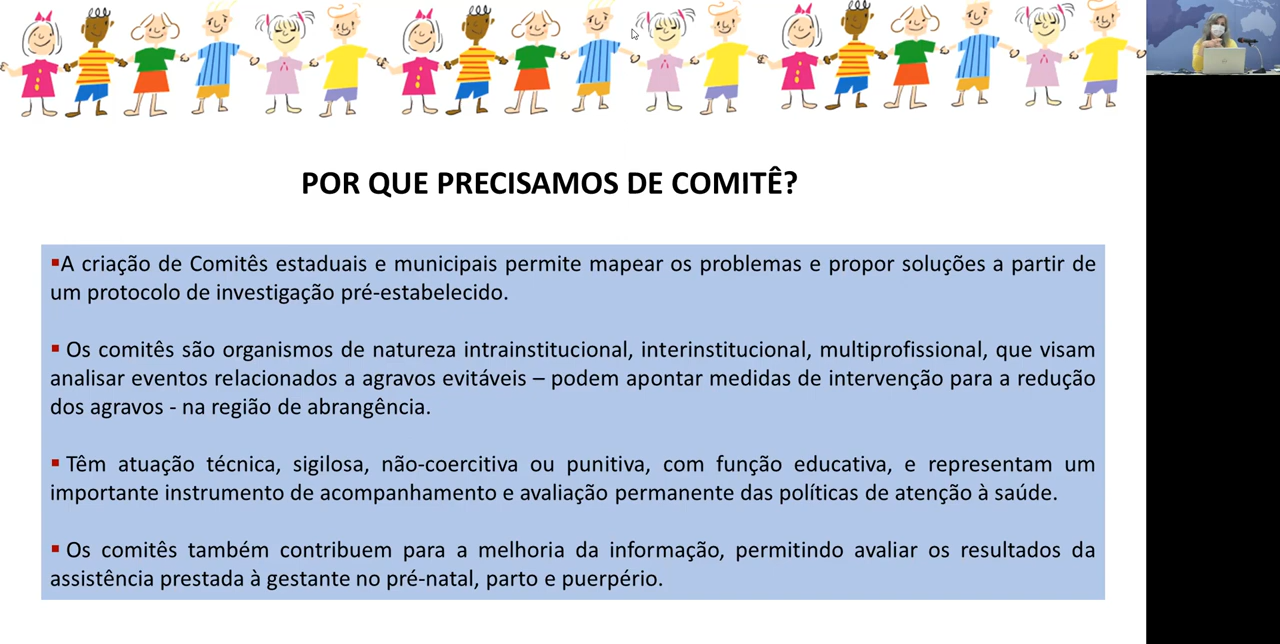 POR QUE PRECISAMOS DE COMITÊ?
▪A criação de Comitês estaduais e municipais permite mapear os problemas e propor soluções a partir de
um protocolo de investigação pré-estabelecido.
▪ Os comitês são organismos de natureza intrainstitucional, interinstitucional, multiprofissional, que visam
analisar eventos relacionados a agravos evitáveis – podem apontar medidas de intervenção para a redução
dos agravos - na região de abrangência.
▪ Têm atuação técnica, sigilosa, não-coercitiva ou punitiva, com função educativa, e representam um
importante instrumento de acompanhamento e avaliação permanente das políticas de atenção à saúde.
▪ Os comitês também contribuem para a melhoria da informação, permitindo avaliar os resultados da
assistência prestada à gestante no pré-natal, parto e puerpério.